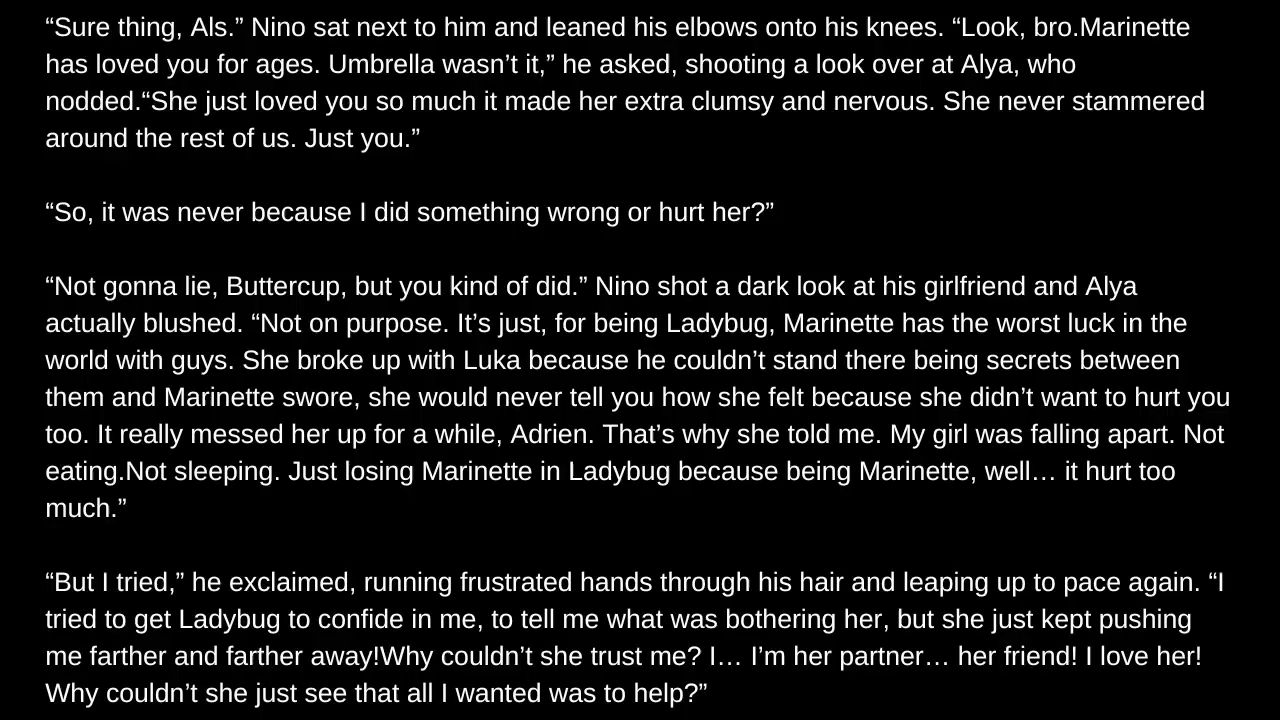 “Sure thing, Als.” Nino sat next to him and leaned his elbows onto his knees. “Look, bro.Marinette
has loved you for ages. Umbrella wasn’t it,” he asked, shooting a look over at Alya, who
nodded.“She just loved you so much it made her extra clumsy and nervous. She never stammered
around the rest of us. Just you.”
“So, it was never because I did something wrong or hurt her?”
“Not gonna lie, Buttercup, but you kind of did.” Nino shot a dark look at his girlfriend and Alya
actually blushed. “Not on purpose. It’s just, for being Ladybug, Marinette has the worst luck in the
world with guys. She broke up with Luka because he couldn’t stand there being secrets between
them and Marinette swore, she would never tell you how she felt because she didn’t want to hurt you
too. It really messed her up for a while, Adrien. That’s why she told me. My girl was falling apart. Not
eating.Not sleeping. Just losing Marinette in Ladybug because being Marinette, well… it hurt too
much.”
“But I tried,” he exclaimed, running frustrated hands through his hair and leaping up to pace again. “I
tried to get Ladybug to confide in me, to tell me what was bothering her, but she just kept pushing
me farther and farther away!Why couldn’t she trust me? I… I’m her partner… her friend! I love her!
Why couldn’t she just see that all I wanted was to help?”